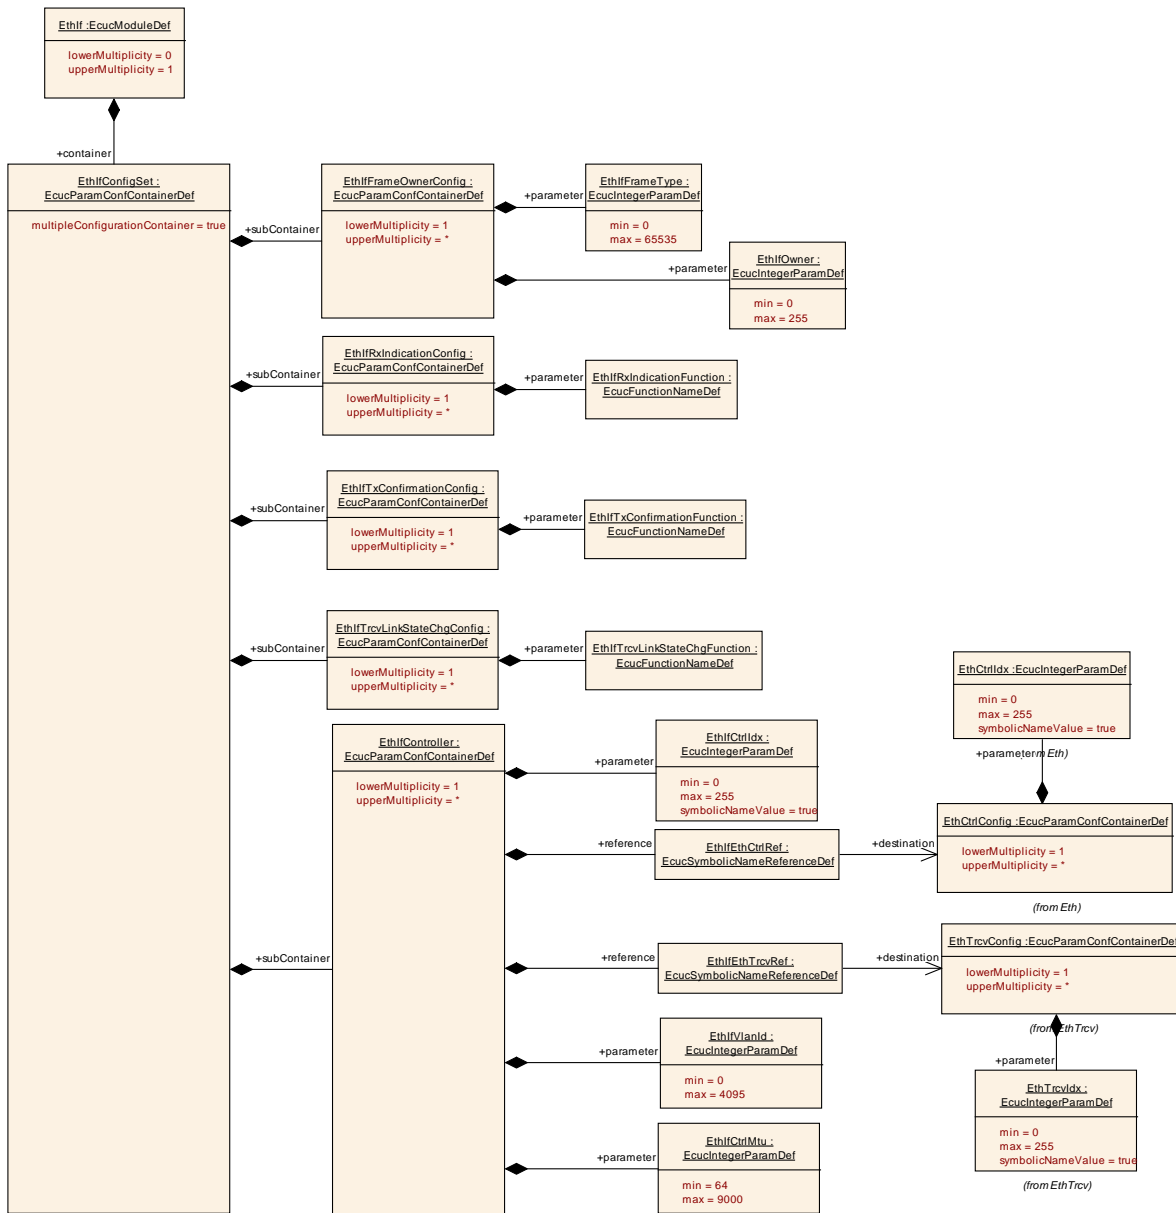 EthIf :EcucModuleDef
lowerMultiplicity = 0
upperMultiplicity = 1
+container
EthIfConfigSet :
EcucParamConfContainerDef
multipleConfigurationContainer = true
+subContainer
EthIfFrameOwnerConfig :
EcucParamConfContainerDef
lowerMultiplicity = 1
upperMultiplicity = *
+parameter
EthIfFrameType :
EcucIntegerParamDef
min = 0
max = 65535
+parameter
EthIfOwner :
EcucIntegerParamDef
min = 0
max = 255
+subContainer
EthIfRxIndicationConfig :
EcucParamConfContainerDef
lowerMultiplicity = 1
upperMultiplicity = *
+parameter
EthIfRxIndicationFunction :
EcucFunctionNameDef
+subContainer
EthIfTxConfirmationConfig :
EcucParamConfContainerDef
lowerMultiplicity = 1
upperMultiplicity = *
+parameter
EthIfTxConfirmationFunction :
EcucFunctionNameDef
+subContainer
EthIfTrcvLinkStateChgConfig :
EcucParamConfContainerDef
lowerMultiplicity = 1
upperMultiplicity = *
+parameter
EthIfTrcvLinkStateChgFunction :
EcucFunctionNameDef
+subContainer
EthIfController :
EcucParamConfContainerDef
lowerMultiplicity = 1
upperMultiplicity = *
+parameter
EthIfCtrlIdx :
EcucIntegerParamDef
min = 0
max = 255
symbolicNameValue = true
EthCtrlIdx :EcucIntegerParamDef
min = 0
max = 255
symbolicNameValue = true
+parameter
Eth)
+reference
EthIfEthCtrlRef :
EcucSymbolicNameReferenceDef
+destination
EthCtrlConfig :EcucParamConfContainerDef
lowerMultiplicity = 1
upperMultiplicity = *
(from Eth)
+reference
EthIfEthTrcvRef :
EcucSymbolicNameReferenceDef
+destination
EthTrcvConfig :EcucParamConfContainerDef
lowerMultiplicity = 1
upperMultiplicity = *
(from EthTrcv)
+parameter
EthIfVlanId :
EcucIntegerParamDef
min = 0
max = 4095
+parameter
EthTrcvIdx :
EcucIntegerParamDef
min = 0
max = 255
symbolicNameValue = true
(from EthTrcv)
+parameter
EthIfCtrlMtu :
EcucIntegerParamDef
min = 64
max = 9000